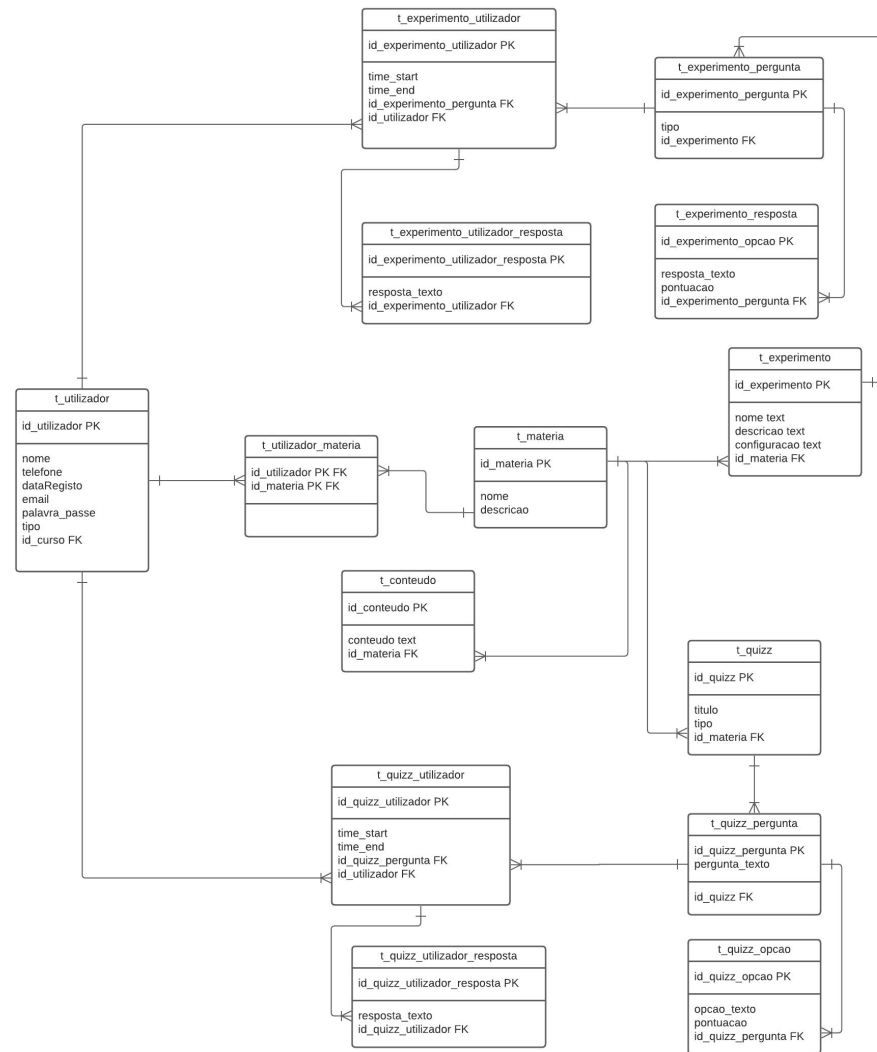 t_experimento_utilizador
id_experimento_utilizador PK
time_start
time_end
id_experimento_pergunta FK
id_utilizador FK
t_experimento_pergunta
id_experimento_pergunta PK
tipo
id_experimento FK
t_experimento_utilizador_resposta
id_experimento_utilizador_resposta PK
resposta_texto
id_experimento_utilizador FK
t_experimento_resposta
id_experimento_opcao PK
resposta_texto
pontuacao
id_experimento_pergunta FK
t_experimento
id_experimento PK
nome text
descricao text
configuracao text
id_materia FK
t_utilizador
id_utilizador PK
nome
telefone
dataRegisto
email
palavra_passe
tipo
id_curso FK
t_utilizador_materia
id_utilizador PK FK
id_materia PK FK
t_materia
id_materia PK
nome
descricao
t_conteudo
id_conteudo PK
conteudo text
id_materia FK
t_quizz
id_quizz PK
titulo
tipo
id_materia FK
t_quizz_utilizador
id_quizz_utilizador PK
time_start
time_end
id_quizz_pergunta FK
id_utilizador FK
t_quizz_pergunta
id_quizz_pergunta PK
pergunta_texto
id_quizz FK
t_quizz_utilizador_resposta
id_quizz_utilizador_resposta PK
resposta_texto
id_quizz_utilizador FK
t_quizz_opcao
id_quizz_opcao PK
opcao_texto
pontuacao
id_quizz_pergunta FK